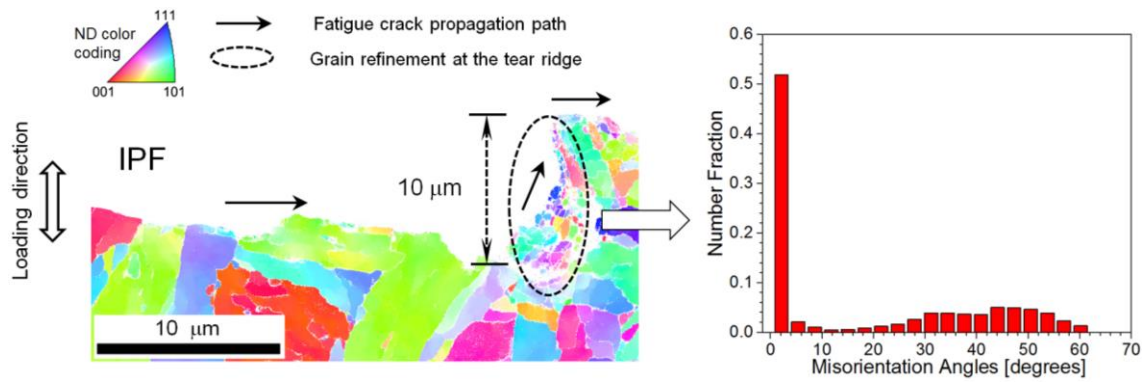 ND color
coding
111
001
101
Fatigue crack propagation path
Grain refinement at the tear ridge
Loading direction
IPF
10 μm
10 μm
Number Fraction
0.6
0.5
0.4
0.3
0.2
0.1
0.0
0 10 20 30 40 50 60 70
Misorientation Angles [degrees]